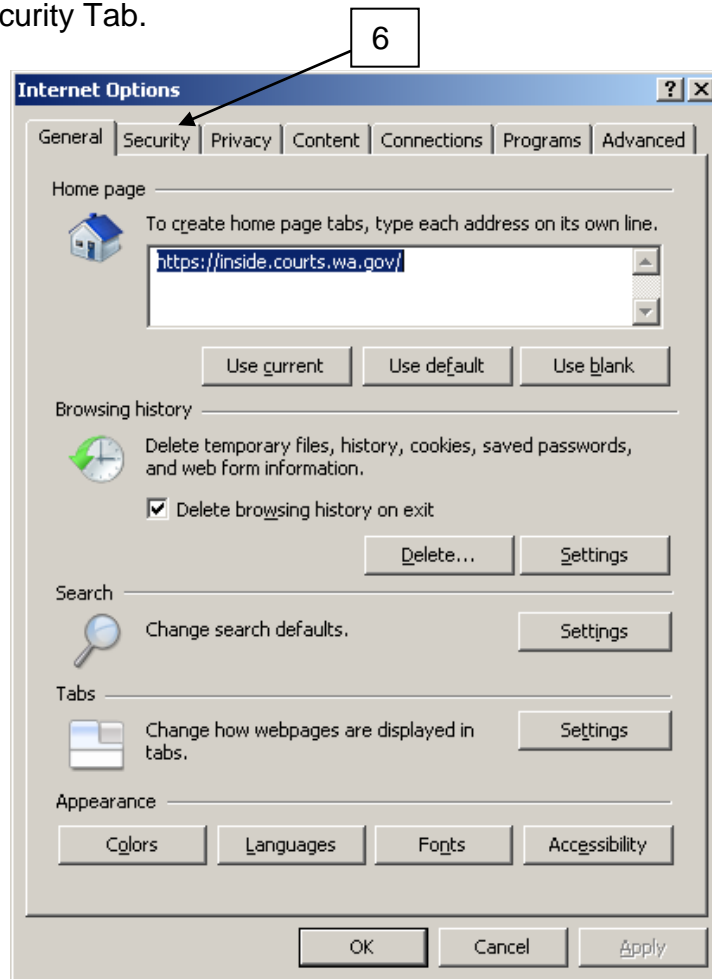 curity Tab.
6
Internet Options
General Security Privacy Content Connections Programs Advanced
Home page
To create home page tabs, type each address on its own line.
https://inside.courts.wa.gov/
Use current Use default Use blank
Browsing history
Delete temporary files, history, cookies, saved passwords,
and web form information.
Delete browsing history on exit
Delete... Settings
Search
Change search defaults. Settings
Tabs
Change how webpages are displayed in
tabs.
Settings
Appearance
Colors Languages Fonts Accessibility
OK Cancel Apply